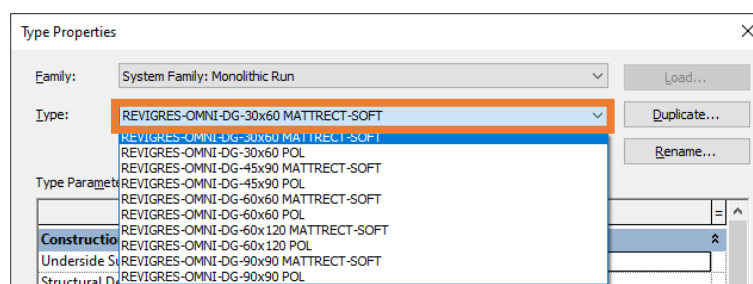 Type Properties
Family: System Family: Monolithic Run Load...
Type: REVIGRES-OMNI-DG-30x60 MATTRECT-SOFT Duplicate...
REVIGRES-OMNI-DG-30x60 MATTRECT-SOFT
REVIGRES-OMNI-DG-30x60 POL Rename...
REVIGRES-OMNI-DG-45x90 MATTRECT-SOFT
Type Paramete REVIGRES-OMNI-DG-45x90 POL
REVIGRES-OMNI-DG-60x60 MATTRECT-SOFT
REVIGRES-OMNI-DG-60x60 POL =
REVIGRES-OMNI-DG-60x120 MATTRECT-SOFT
Constructio REVIGRES-OMNI-DG-60x120 POL
Underside Su REVIGRES-OMNI-DG-90x90 MATTRECT-SOFT
Structural De REVIGRES-OMNI-DG-90x90 POL